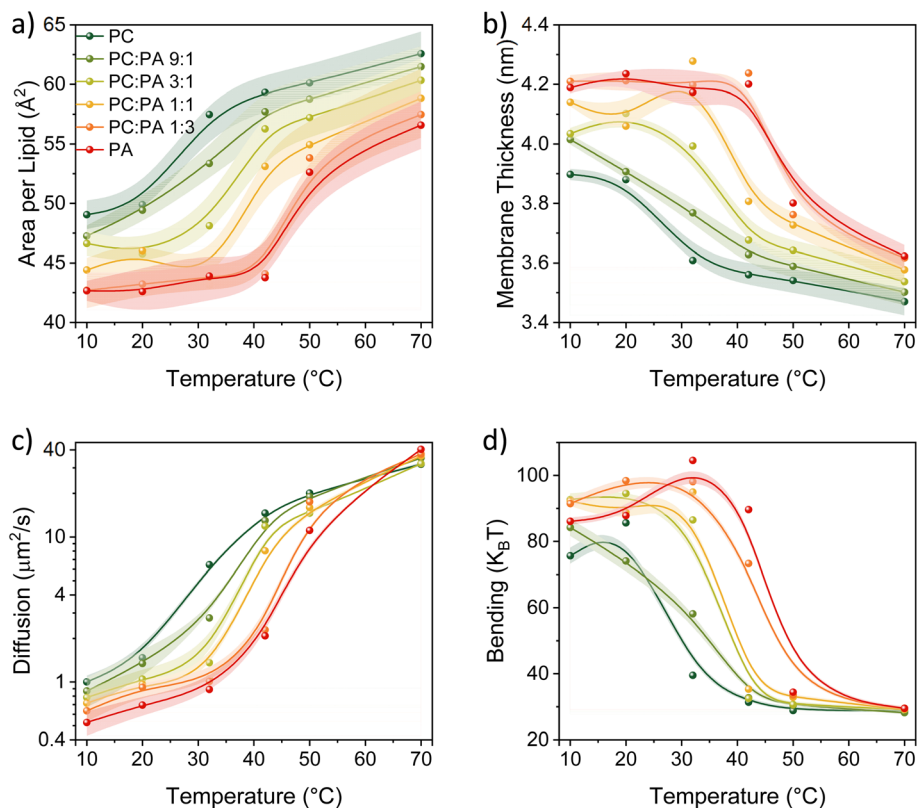 a)
65
60
55
50
45
40
Area per Lipid (Å²)
PC
PC:PA 9:1
PC:PA 3:1
PC:PA 1:1
PC:PA 1:3
PA
10 20 30 40 50 60 70
Temperature (°C)
b)
4.4
4.2
4.0
3.8
3.6
3.4
Membrane Thickness (nm)
10 20 30 40 50 60 70
Temperature (°C)
c)
40
10
4
1
0.4
Diffusion (μm²/s)
10 20 30 40 50 60 70
Temperature (°C)
d)
100
80
60
40
20
Bending (K_BT)
10 20 30 40 50 60 70
Temperature (°C)